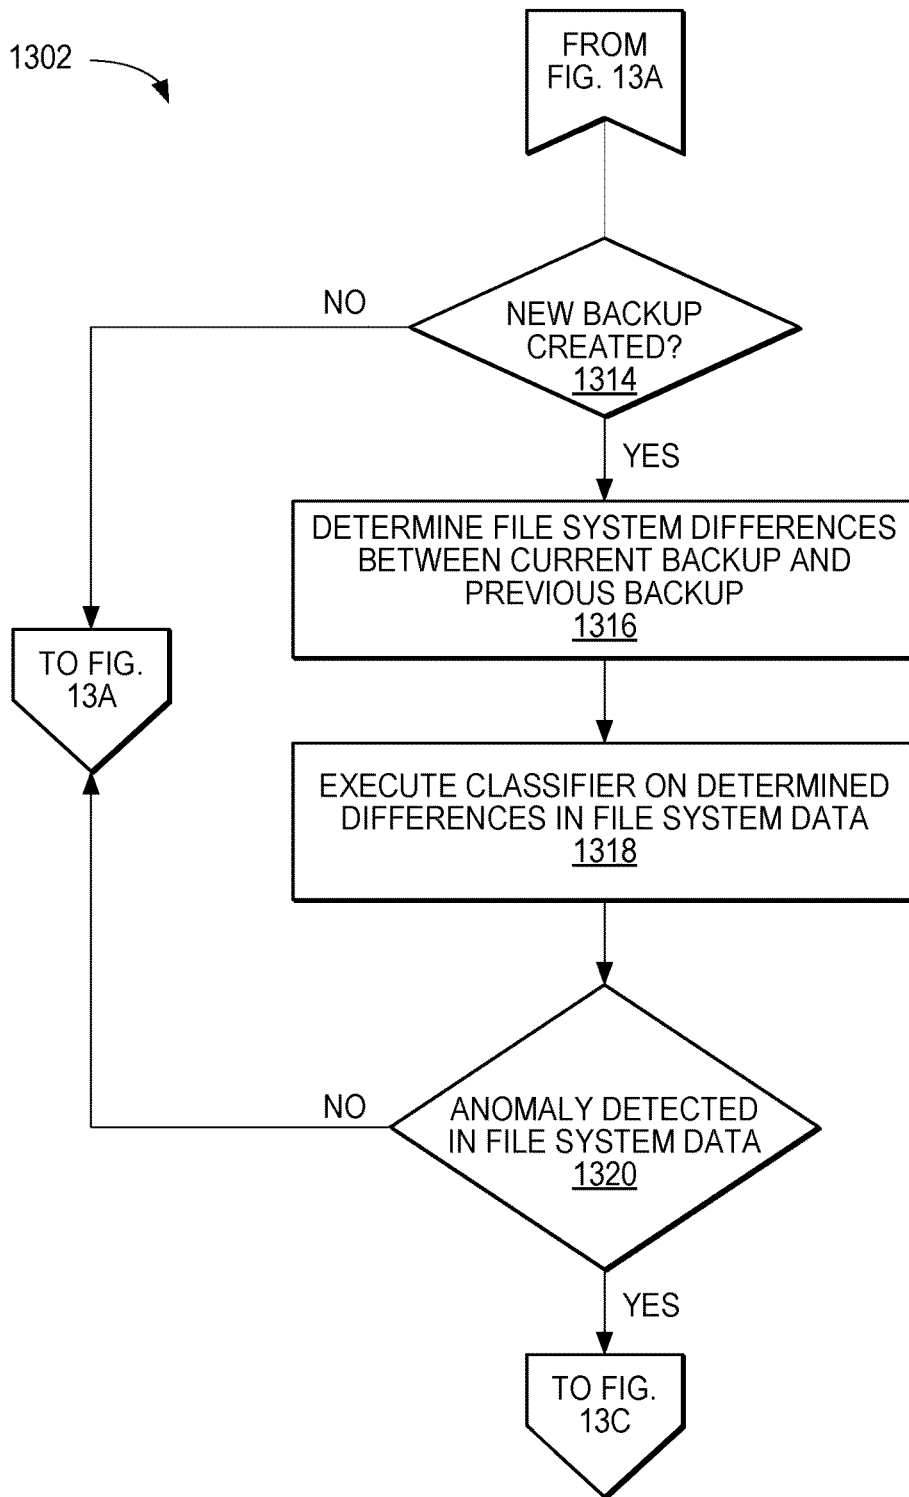 1302
FROM
FIG. 13A
NO
NEW BACKUP
CREATED?
1314
YES
DETERMINE FILE SYSTEM DIFFERENCES
BETWEEN CURRENT BACKUP AND
PREVIOUS BACKUP
1316
TO FIG.
13A
EXECUTE CLASSIFIER ON DETERMINED
DIFFERENCES IN FILE SYSTEM DATA
1318
NO
ANOMALY DETECTED
IN FILE SYSTEM DATA
1320
YES
TO FIG.
13C